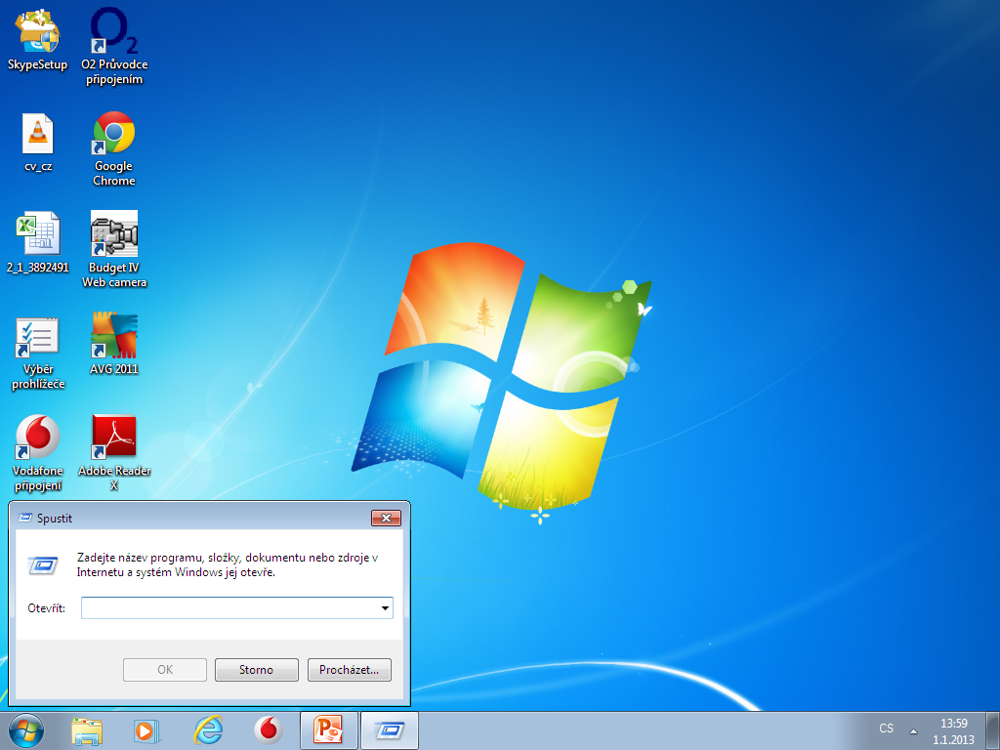 SkypeSetup
O2 Průvodce
připojením
cv_cz
Google
Chrome
2_1_3892491
Budget IV
Web camera
Výběr
prohlížeče
AVG 2011
Vodafone
připojení
Adobe Reader
X
Spustit
Zadejte název programu, složky, dokumentu nebo zdroje v
Internetu a systém Windows jej otevře.
Otevřít:
OK
Storno
Procházet...
CS
13:59
1.1.2013